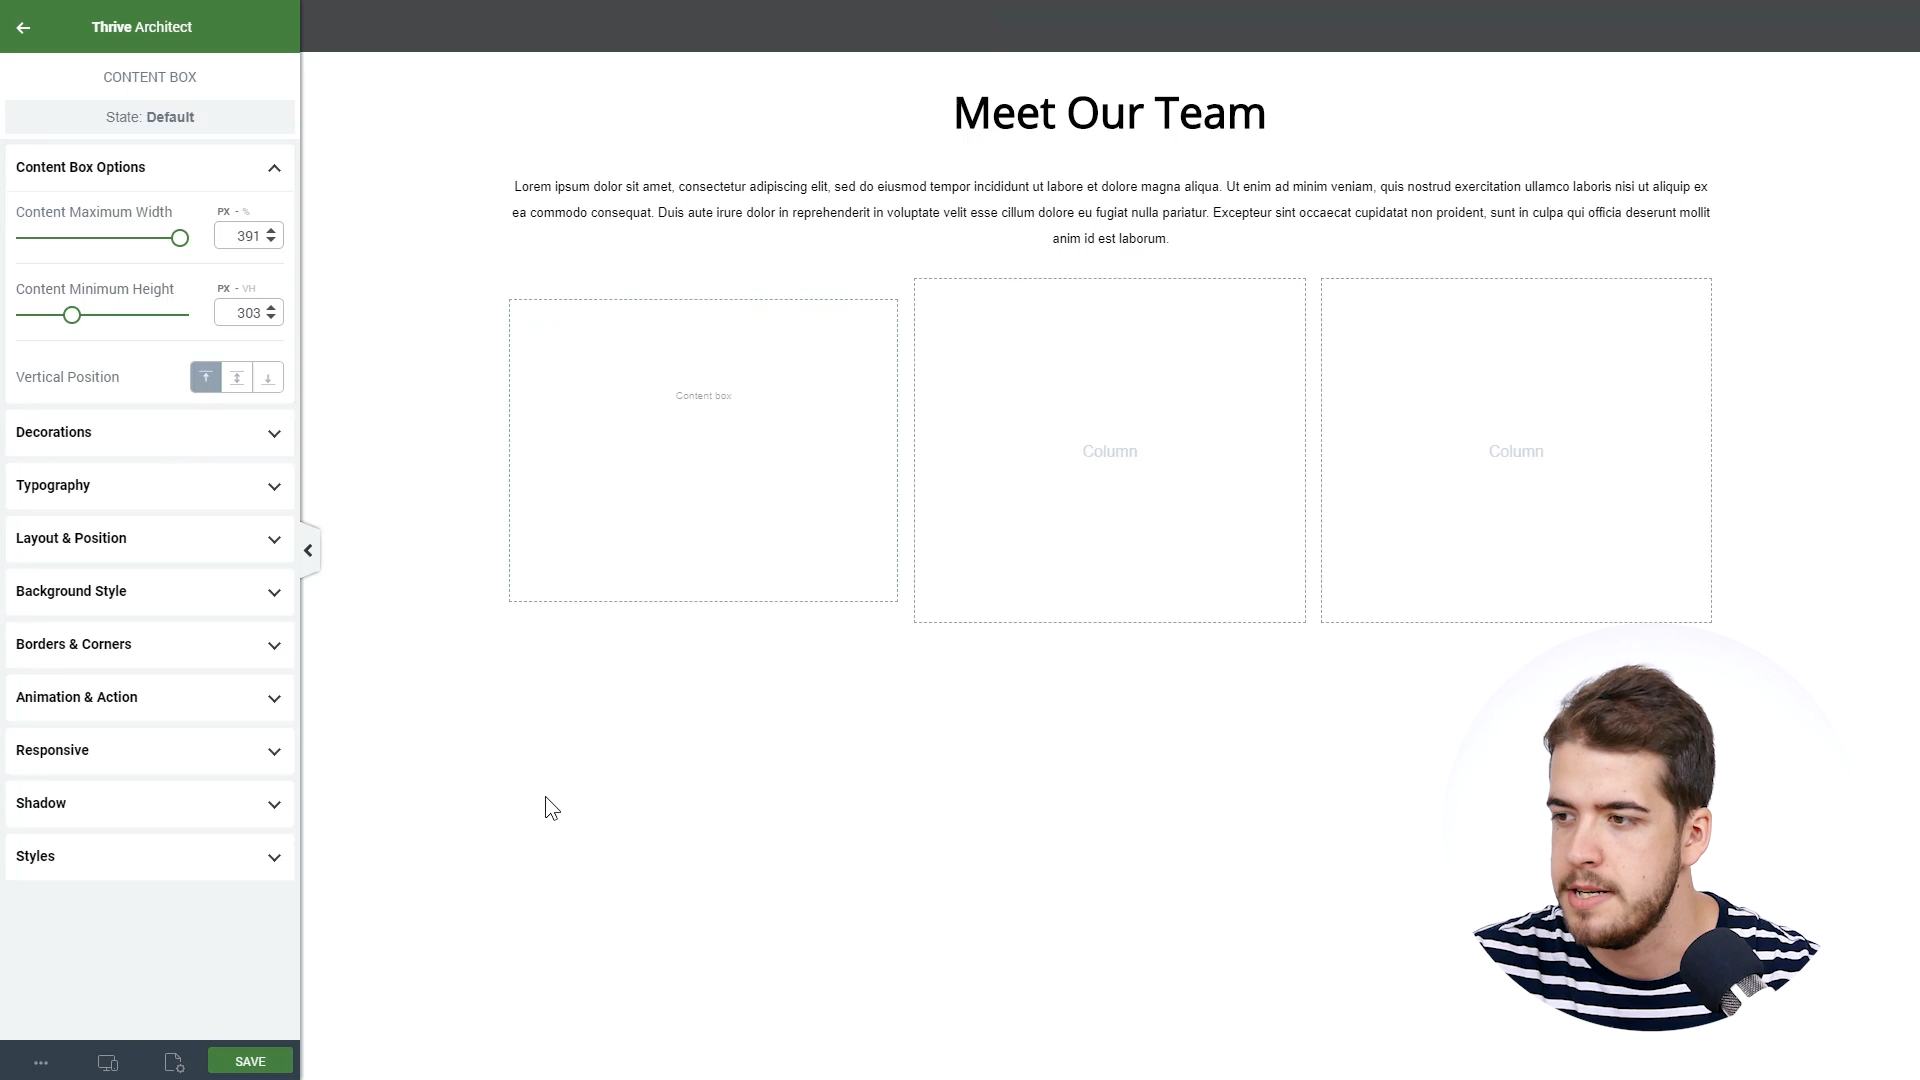 Thrive Architect
CONTENT BOX
State: Default
Content Box Options
Content Maximum Width
PX - %
391
Content Minimum Height
PX - VH
303
Vertical Position
Decorations
Typography
Layout & Position
Background Style
Borders & Corners
Animation & Action
Responsive
Shadow
Styles
SAVE
Meet Our Team
Lorem ipsum dolor sit amet, consectetur adipiscing elit, sed do eiusmod tempor incididunt ut labore et dolore magna aliqua. Ut enim ad minim veniam, quis nostrud exercitation ullamco laboris nisi ut aliquip ex
ea commodo consequat. Duis aute irure dolor in reprehenderit in voluptate velit esse cillum dolore eu fugiat nulla pariatur. Excepteur sint occaecat cupidatat non proident, sunt in culpa qui officia deserunt mollit
anim id est laborum.
Content box
Column
Column